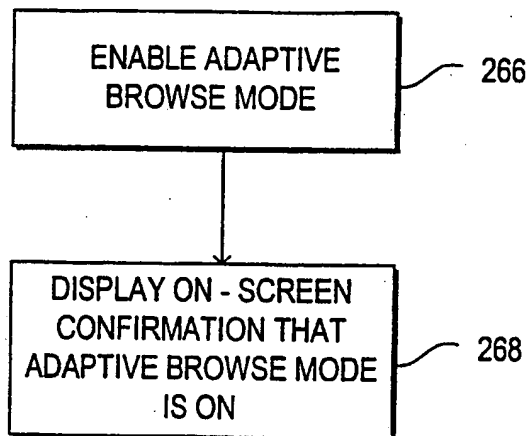 ENABLE ADAPTIVE
BROWSE MODE
266
DISPLAY ON - SCREEN
CONFIRMATION THAT
ADAPTIVE BROWSE MODE
IS ON
268